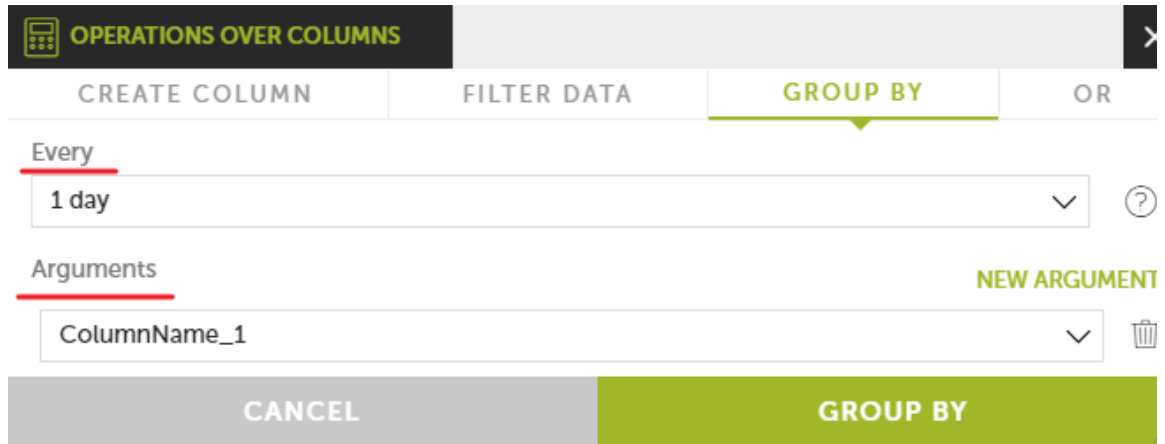 OPERATIONS OVER COLUMNS
CREATE COLUMN FILTER DATA GROUP BY OR
Every
1 day
?
Arguments
NEW ARGUMENT
ColumnName_1
CANCEL GROUP BY